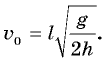 v₀ = l√(g/2h).